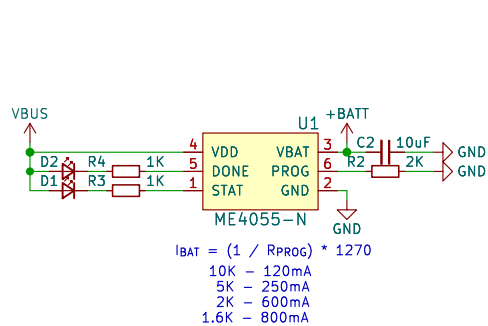 VBUS
+BATT
U1
C2 10uF
GND
4 VDD VBAT 3
D2 R4 1K 5 DONE PROG 6 R2 2K GND
D1 R3 1K 1 STAT GND 2
ME4055-N
GND
IBAT = (1 / RPROG) * 1270
10K - 120mA
5K - 250mA
2K - 600mA
1.6K - 800mA